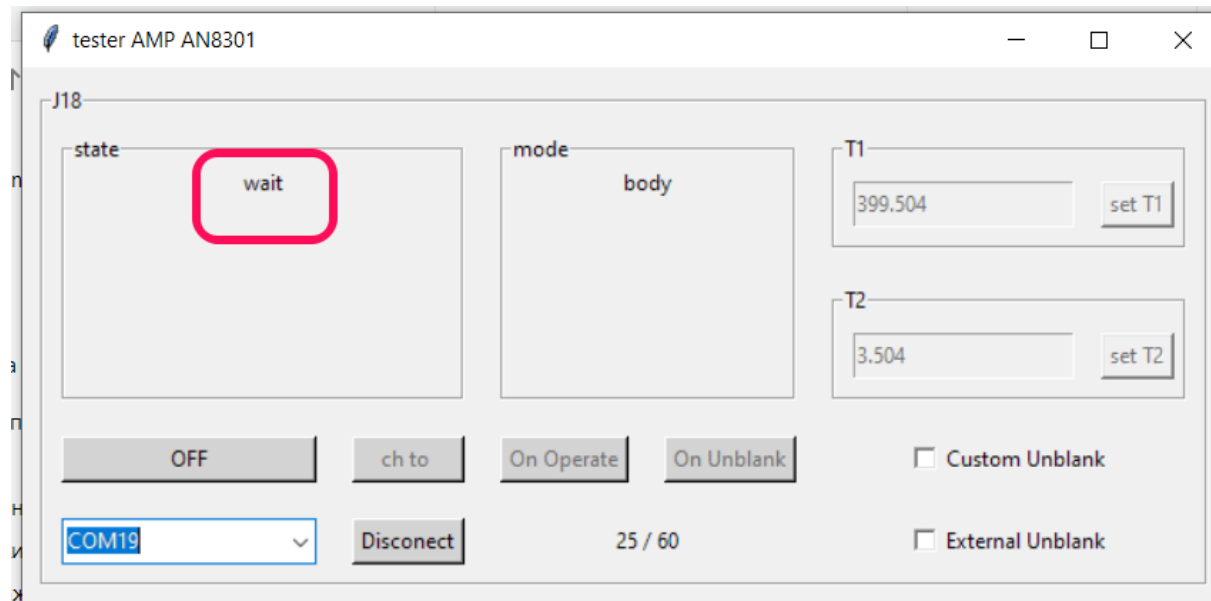 tester AMP AN8301
J18
state
wait
mode
body
T1
399.504
set T1
T2
3.504
set T2
OFF
ch to
On Operate
On Unblank
Custom Unblank
COM19
Disconect
25 / 60
External Unblank